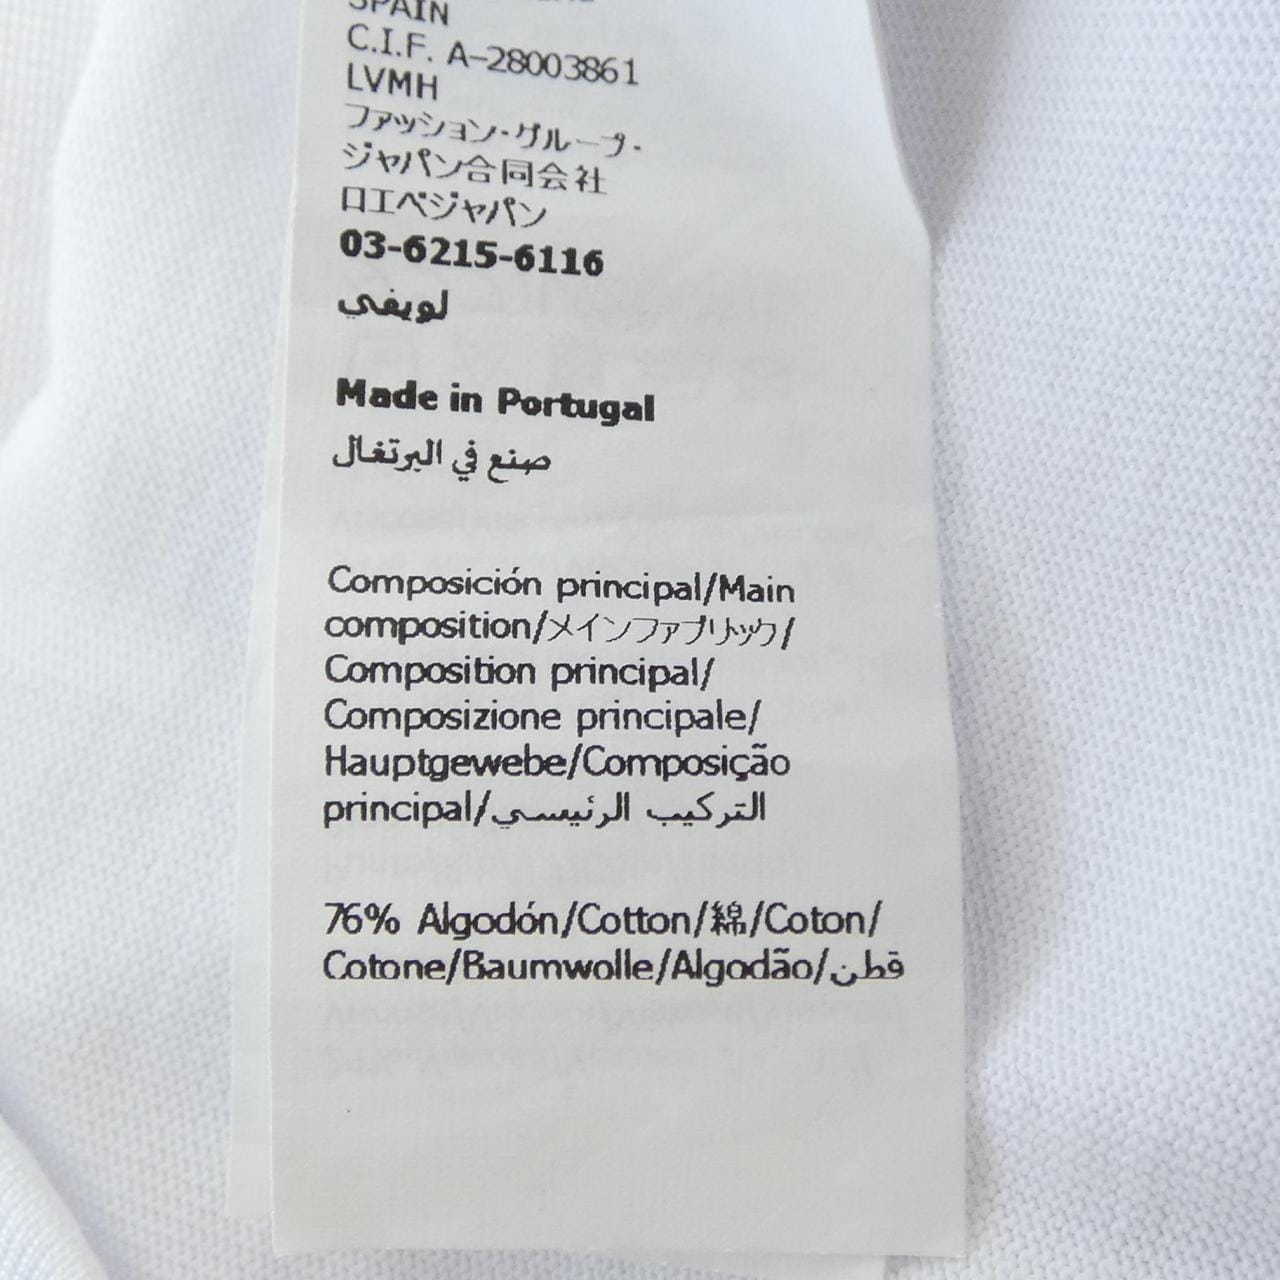 SPAIN
C.I.F. A-28003861
LVMH
ファッション・グループ・
ジャパン合同会社
ロエベジャパン
03-6215-6116
لويفي
Made in Portugal
صنع في البرتغال
Composición principal/Main
composition/メインファブリック/
Composition principal/
Composizione principale/
Hauptgewebe/Composição
principal/التركيب الرئيسي
76% Algodón/Cotton/綿/Coton/
Cotone/Baumwolle/Algodão/قطن